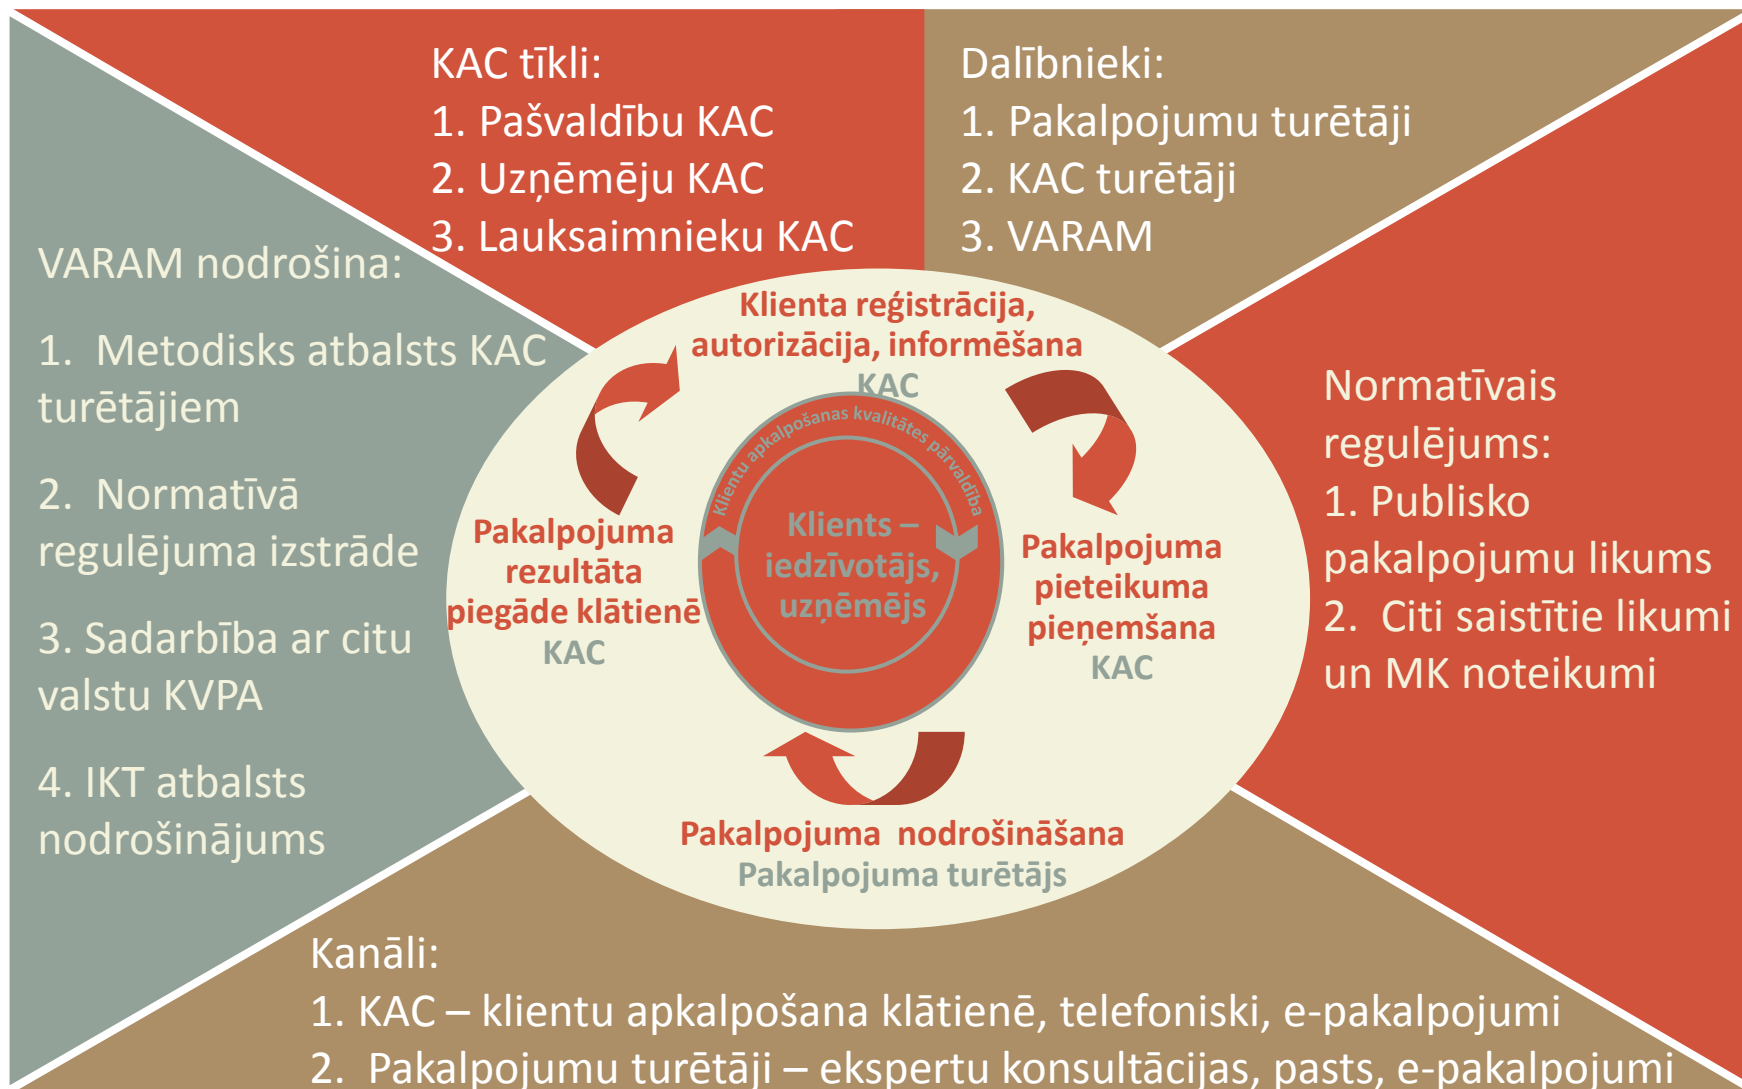 KAC tīkli:
1. Pašvaldību KAC
2. Uzņēmēju KAC
3. Lauksaimnieku KAC
Dalībnieki:
1. Pakalpojumu turētāji
2. KAC turētāji
3. VARAM
VARAM nodrošina:
1. Metodisks atbalsts KAC
turētājiem
2. Normatīvā
regulējuma izstrāde
3. Sadarbība ar citu
valstu KVPA
4. IKT atbalsts
nodrošinājums
Klienta reģistrācija,
autorizācija, informēšana
KAC
Klientu apkalpošanas kvalitātes pārvaldība
Klients –
iedzīvotājs,
uzņēmējs
Pakalpojuma
rezultāta
piegāde klātienē
KAC
Pakalpojuma
pieteikuma
pieņemšana
KAC
Pakalpojuma nodrošināšana
Pakalpojuma turētājs
Normatīvais
regulējums:
1. Publisko
pakalpojumu likums
2. Citi saistītie likumi
un MK noteikumi
Kanāli:
1. KAC – klientu apkalpošana klātienē, telefoniski, e-pakalpojumi
2. Pakalpojumu turētāji – ekspertu konsultācijas, pasts, e-pakalpojumi